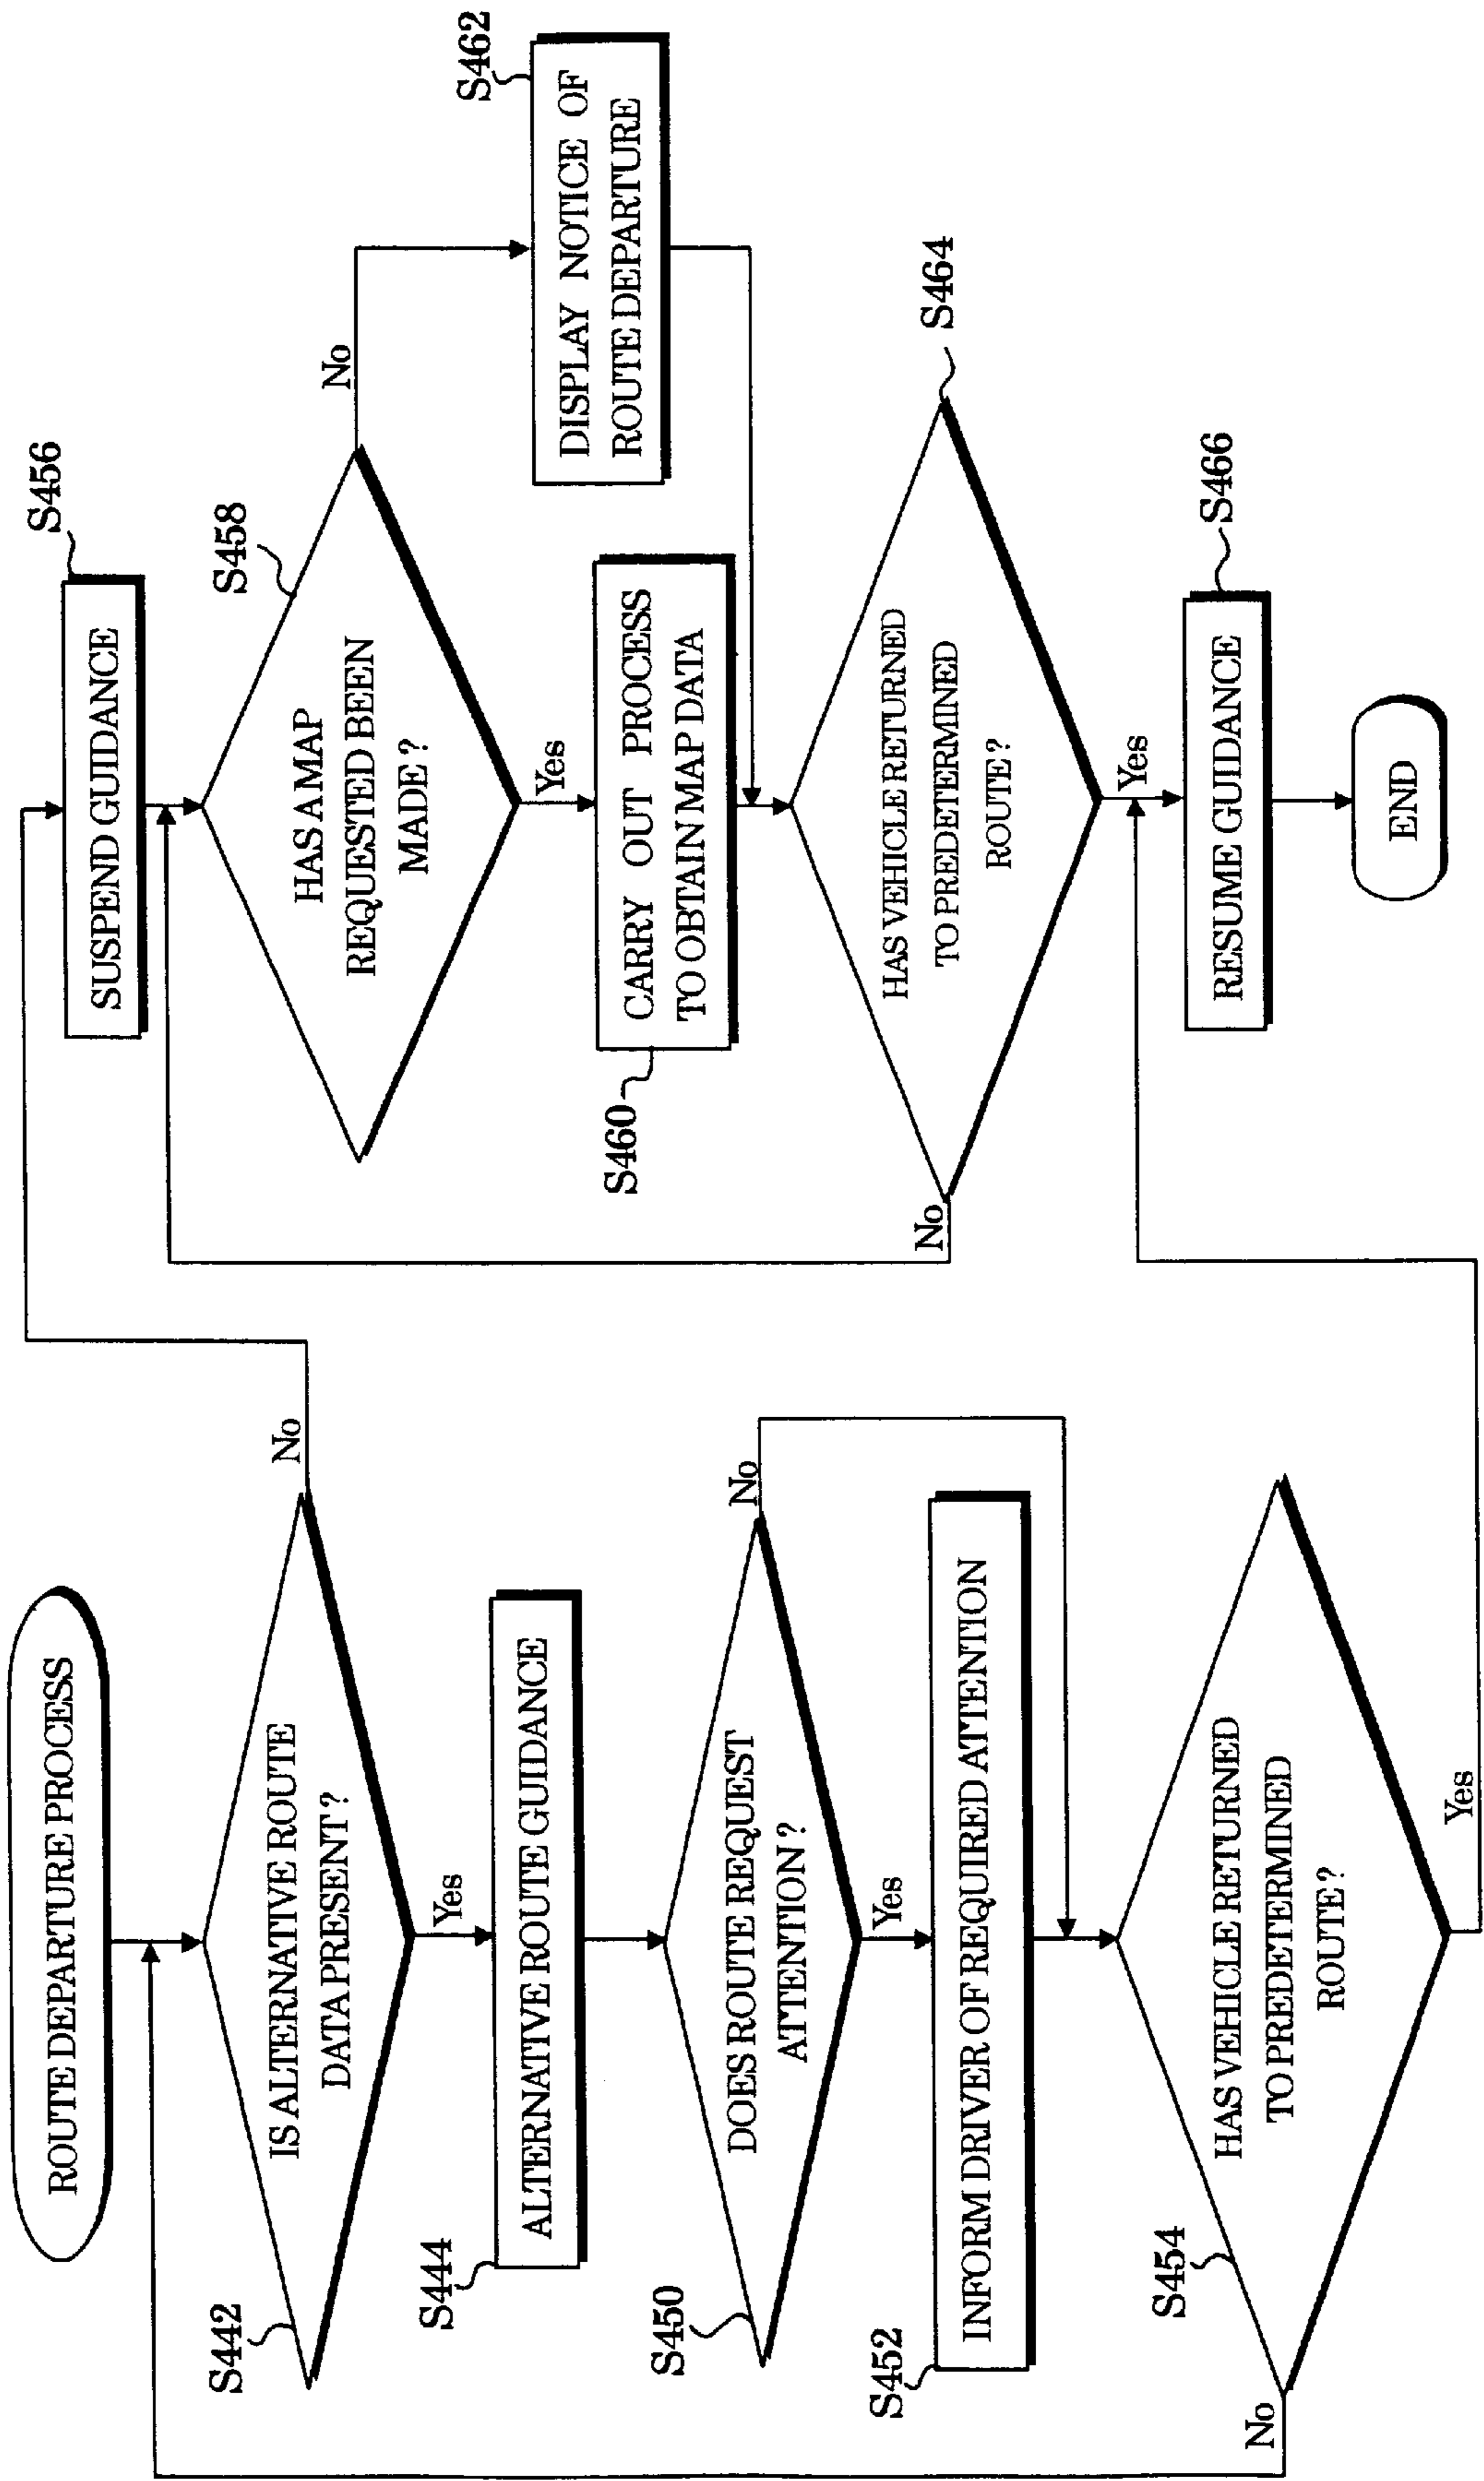 ROUTE DEPARTURE PROCESS
S442
IS ALTERNATIVE ROUTE
DATA PRESENT?
No
Yes
S444
ALTERNATIVE ROUTE GUIDANCE
S450
DOES ROUTE REQUEST
ATTENTION?
No
Yes
S452
INFORM DRIVER OF REQUIRED ATTENTION
S454
HAS VEHICLE RETURNED
TO PREDETERMINED
ROUTE?
No
Yes
S456
SUSPEND GUIDANCE
S458
HAS A MAP
REQUESTED BEEN
MADE?
No
Yes
S462
DISPLAY NOTICE OF
ROUTE DEPARTURE
S460
CARRY OUT PROCESS
TO OBTAIN MAP DATA
S464
HAS VEHICLE RETURNED
TO PREDETERMINED
ROUTE?
No
Yes
S466
RESUME GUIDANCE
END